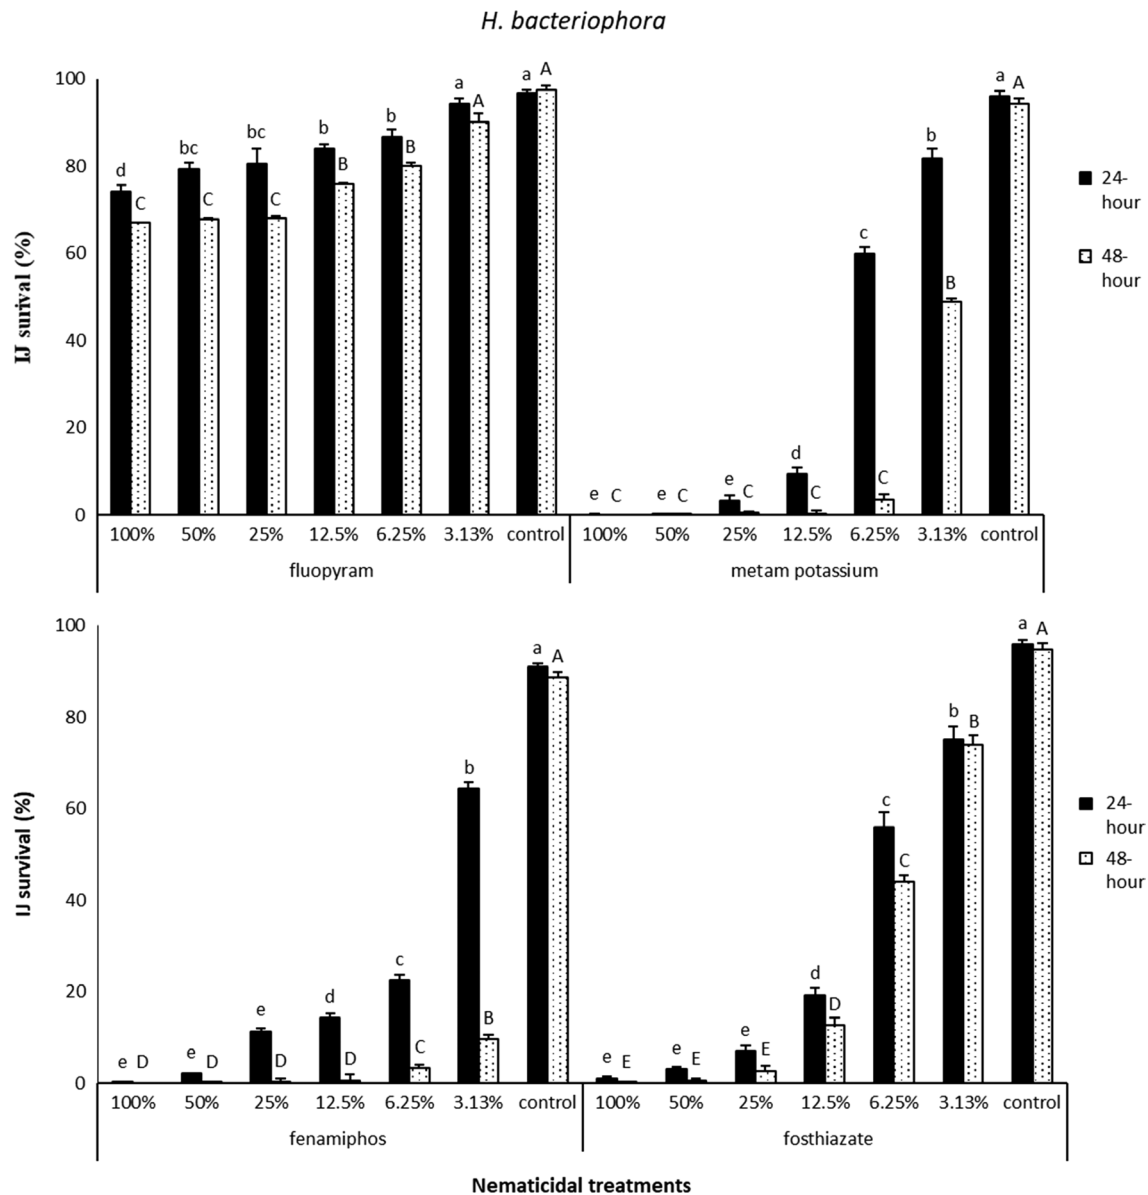 H. bacteriophora
100
80
60
40
20
0
IJ surival (%)
d C bc C bc C b B b B a A a A
e C e C e C d C c C b B a A
24-
hour
48-
hour
100% 50% 25% 12.5% 6.25% 3.13% control 100% 50% 25% 12.5% 6.25% 3.13% control
fluopyram metam potassium
100
80
60
40
20
0
IJ survival (%)
e D e D e D d D c C b B a A
e E e E e E d D c C b B a A
24-
hour
48-
hour
100% 50% 25% 12.5% 6.25% 3.13% control 100% 50% 25% 12.5% 6.25% 3.13% control
fenamiphos fosthiazate
Nematicidal treatments